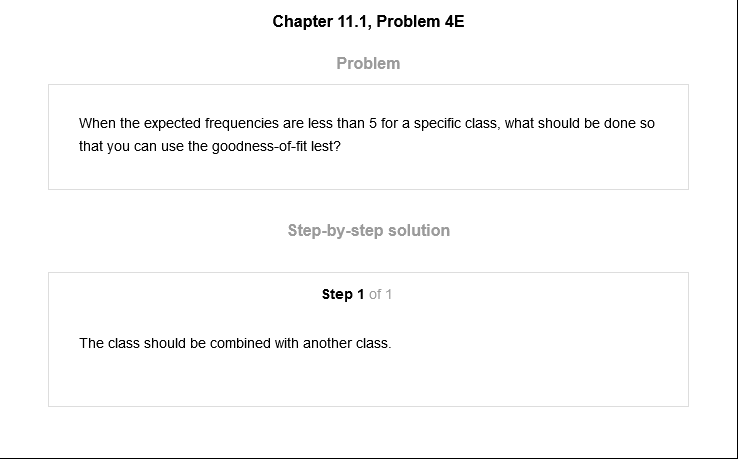 Chapter 11.1, Problem 4E
Problem
When the expected frequencies are less than 5 for a specific class, what should be done so
that you can use the goodness-of-fit lest?
Step-by-step solution
Step 1 of 1
The class should be combined with another class.